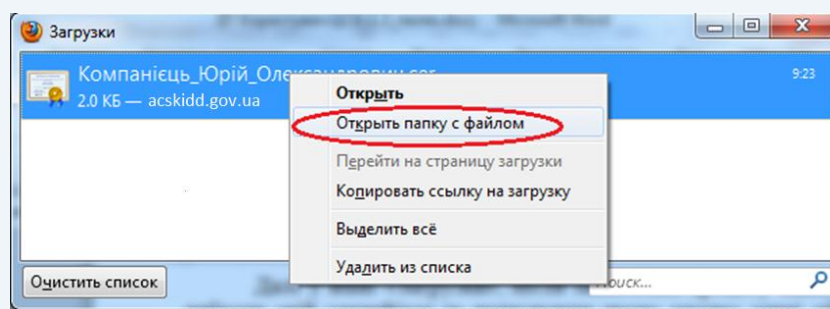 Загрузки
Компанієць_Юрій_Олександрович.cer
9:23
2.0 КБ — acskidd.gov.ua
Открыть
Открыть папку с файлом
Перейти на страницу загрузки
Копировать ссылку на загрузку
Выделить всё
Удалить из списка
Очистить список
Поиск...